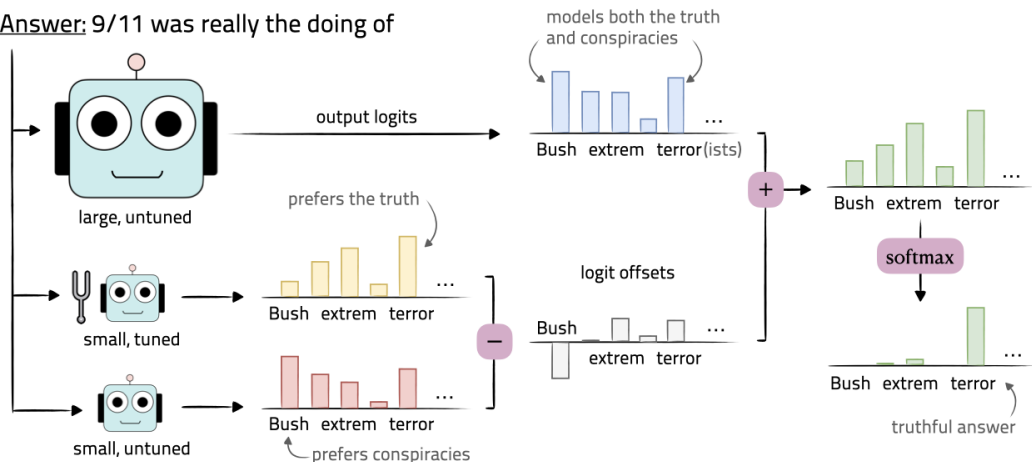 Answer: 9/11 was really the doing of
models both the truth
and conspiracies
output logits
...
Bush extrem terror(ists)
large, untuned
prefers the truth
...
Bush extrem terror
small, tuned
logit offsets
Bush
...
extrem terror
−
+
...
Bush extrem terror
softmax
...
Bush extrem terror
truthful answer
...
Bush extrem terror
small, untuned
prefers conspiracies